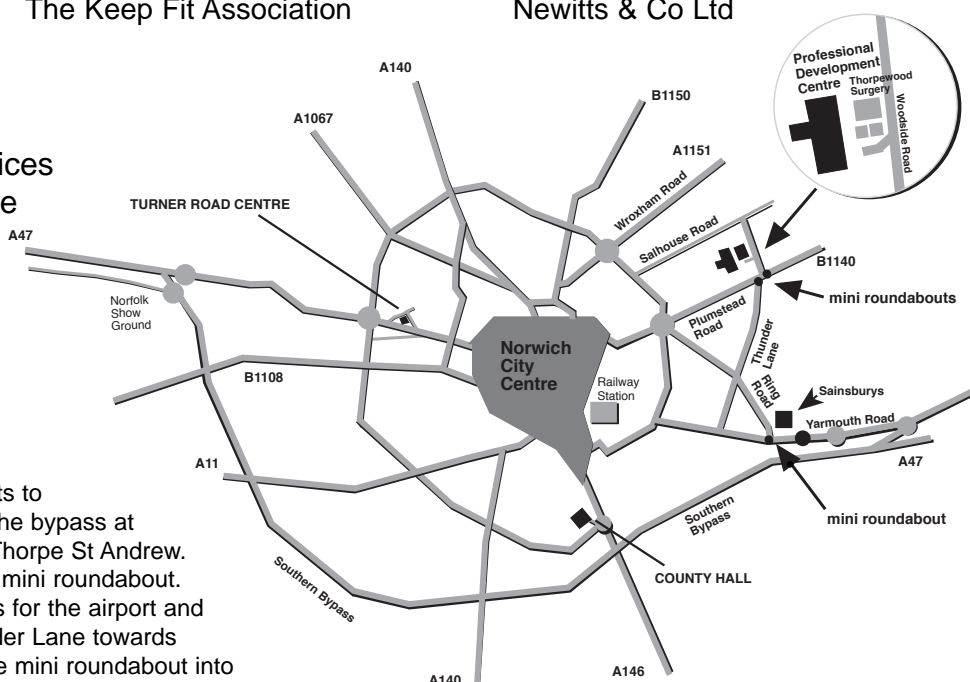 The Keep Fit Association
Newitts & Co Ltd
ices
e
A140
A1067
B1150
A1151
Professional
Development
Centre
Thorpewood
Surgery
Woodside Road
TURNER ROAD CENTRE
Wroxham Road
Salhouse Road
A47
B1140
Norfolk
Show
Ground
mini roundabouts
Plumstead
Road
Thunder
Lane
Norwich
City
Centre
Railway
Station
Ring
Road
Sainsburys
B1108
Yarmouth Road
A11
A47
ts to
he bypass at
Thorpe St Andrew.
mini roundabout.
s for the airport and
der Lane towards
e mini roundabout into
Southern
Bypass
mini roundabout
Southern Bypass
COUNTY HALL
A140
A146